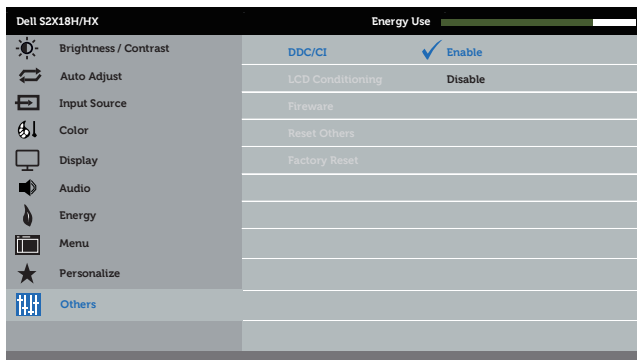 Dell S2X18H/HX Energy Use
Brightness / Contrast DDC/CI Enable
Auto Adjust LCD Conditioning Disable
Input Source Fireware
Color Reset Others
Display Factory Reset
Audio
Energy
Menu
Personalize
Others